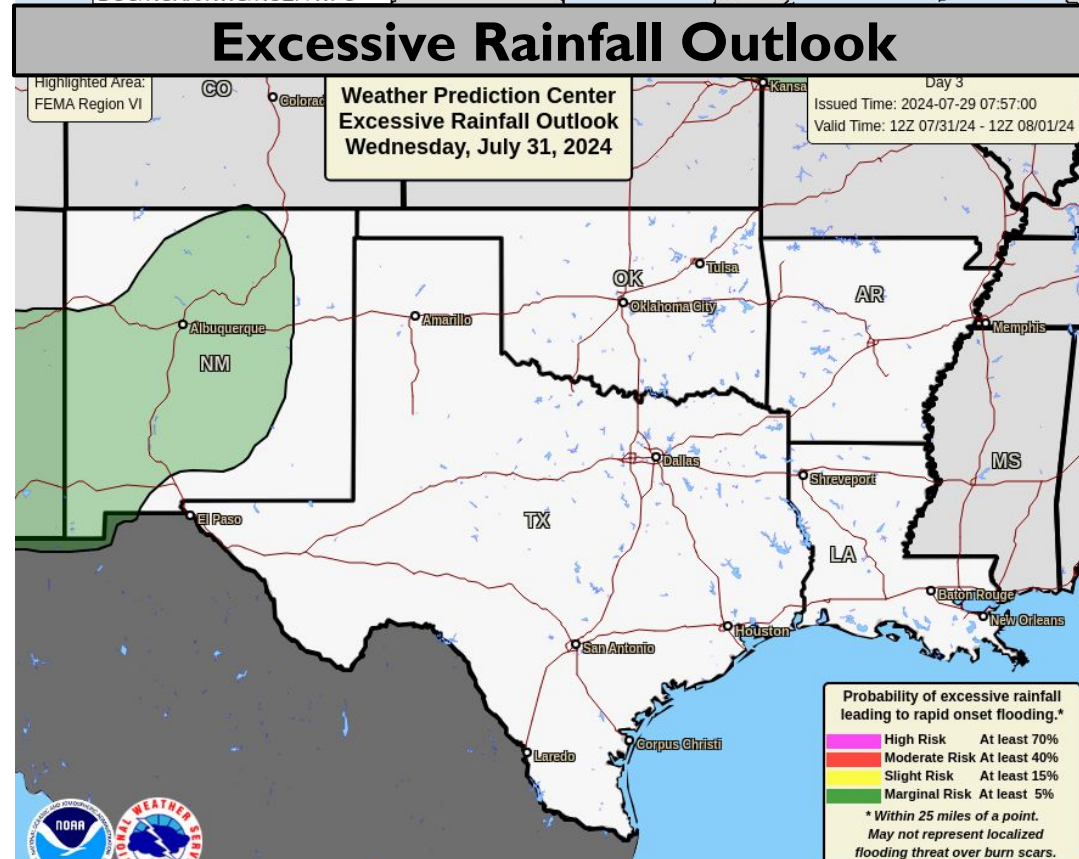 Excessive Rainfall Outlook
Highlighted Area:
FEMA Region VI
Weather Prediction Center
Excessive Rainfall Outlook
Wednesday, July 31, 2024
Day 3
Issued Time: 2024-07-29 07:57:00
Valid Time: 12Z 07/31/24 - 12Z 08/01/24
CO
Colorad
Kansa
Tulsa
OK
Oklahoma City
AR
Albuquerque
Amarillo
Memphis
NM
Dallas
MS
Shreveport
El Paso
TX
LA
Baton Rouge
New Orleans
Houston
San Antonio
Corpus Christi
Laredo
Probability of excessive rainfall
leading to rapid onset flooding.*
High Risk At least 70%
Moderate Risk At least 40%
Slight Risk At least 15%
Marginal Risk At least 5%
* Within 25 miles of a point.
May not represent localized
flooding threat over burn scars.
NOAA
WEATHER